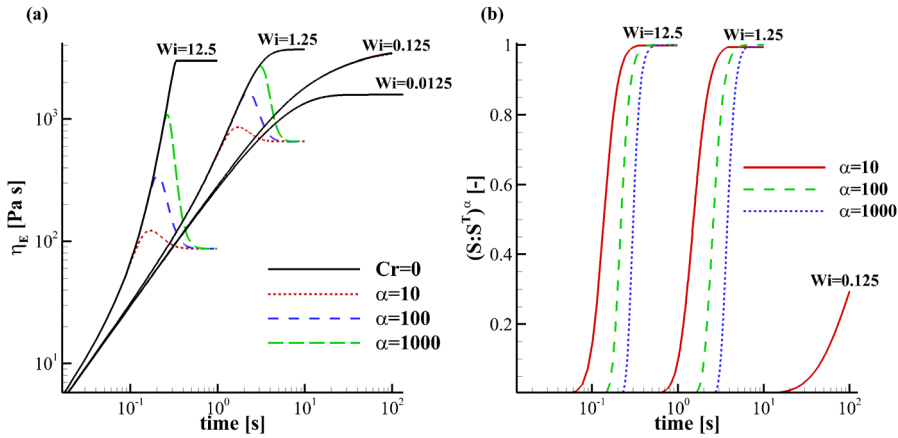 (a)
Wi=12.5
Wi=1.25
Wi=0.125
Wi=0.0125
10³
10²
10¹
η_E [Pa s]
Cr=0
α=10
α=100
α=1000
10⁻¹
10⁰
10¹
10²
time [s]
(b)
Wi=12.5
Wi=1.25
1
0.8
0.6
0.4
0.2
(S:Sᵀ)^α [-]
α=10
α=100
α=1000
Wi=0.125
10⁻¹
10⁰
10¹
10²
time [s]